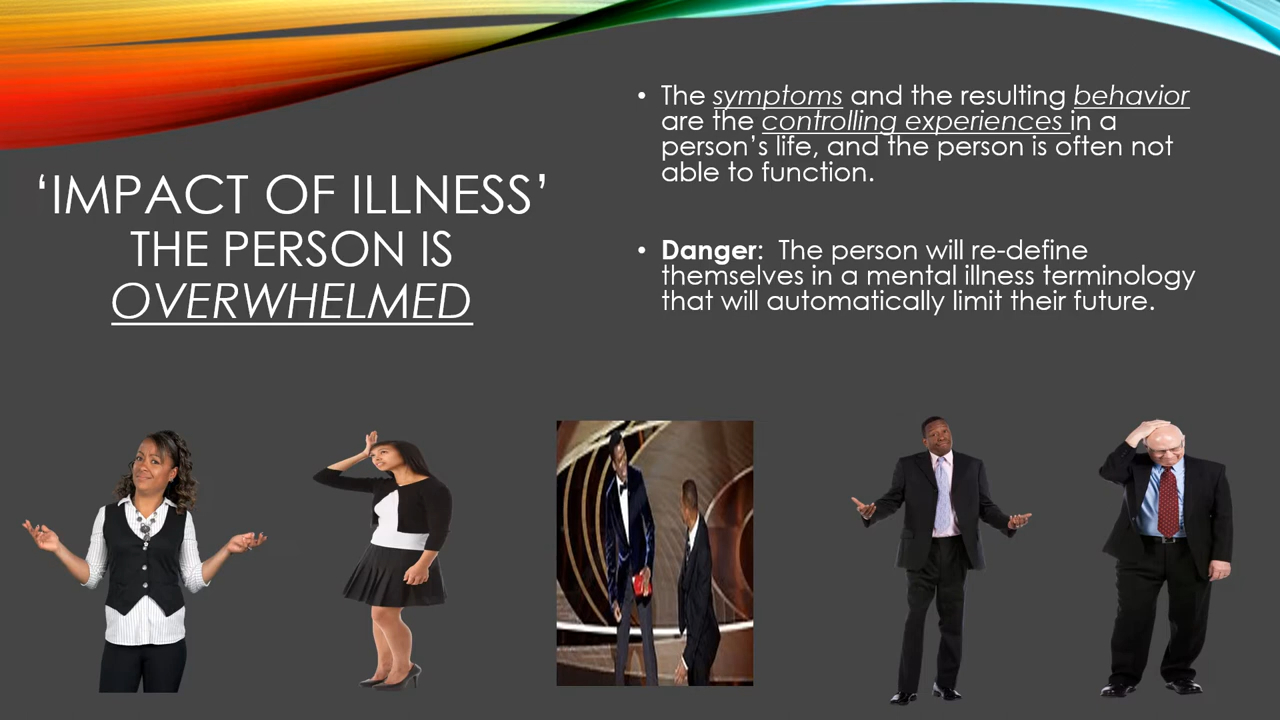 ‘IMPACT OF ILLNESS’
THE PERSON IS
OVERWHELMED
• The symptoms and the resulting behavior
are the controlling experiences in a
person’s life, and the person is often not
able to function.
• Danger:  The person will re-define
themselves in a mental illness terminology
that will automatically limit their future.